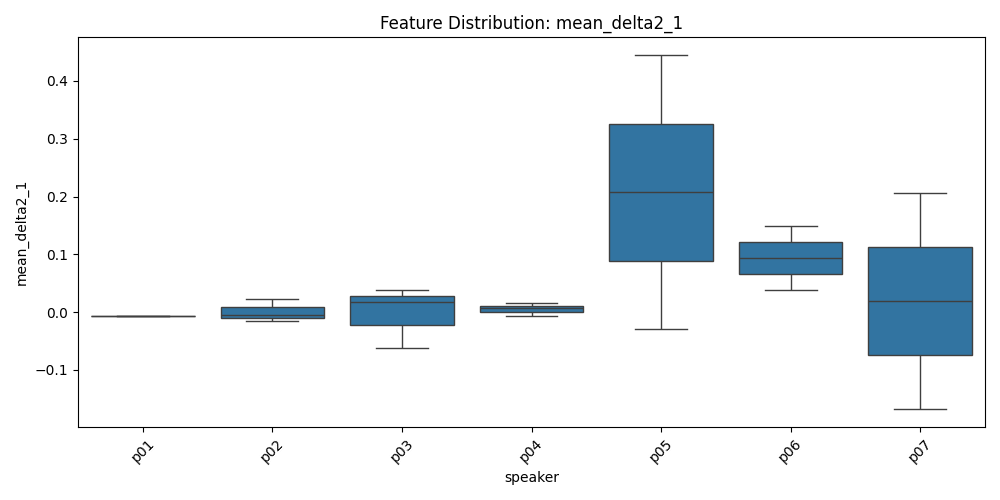 Feature Distribution: mean_delta2_1
mean_delta2_1
0.4
0.3
0.2
0.1
0.0
−0.1
p01
p02
p03
p04
p05
p06
p07
speaker